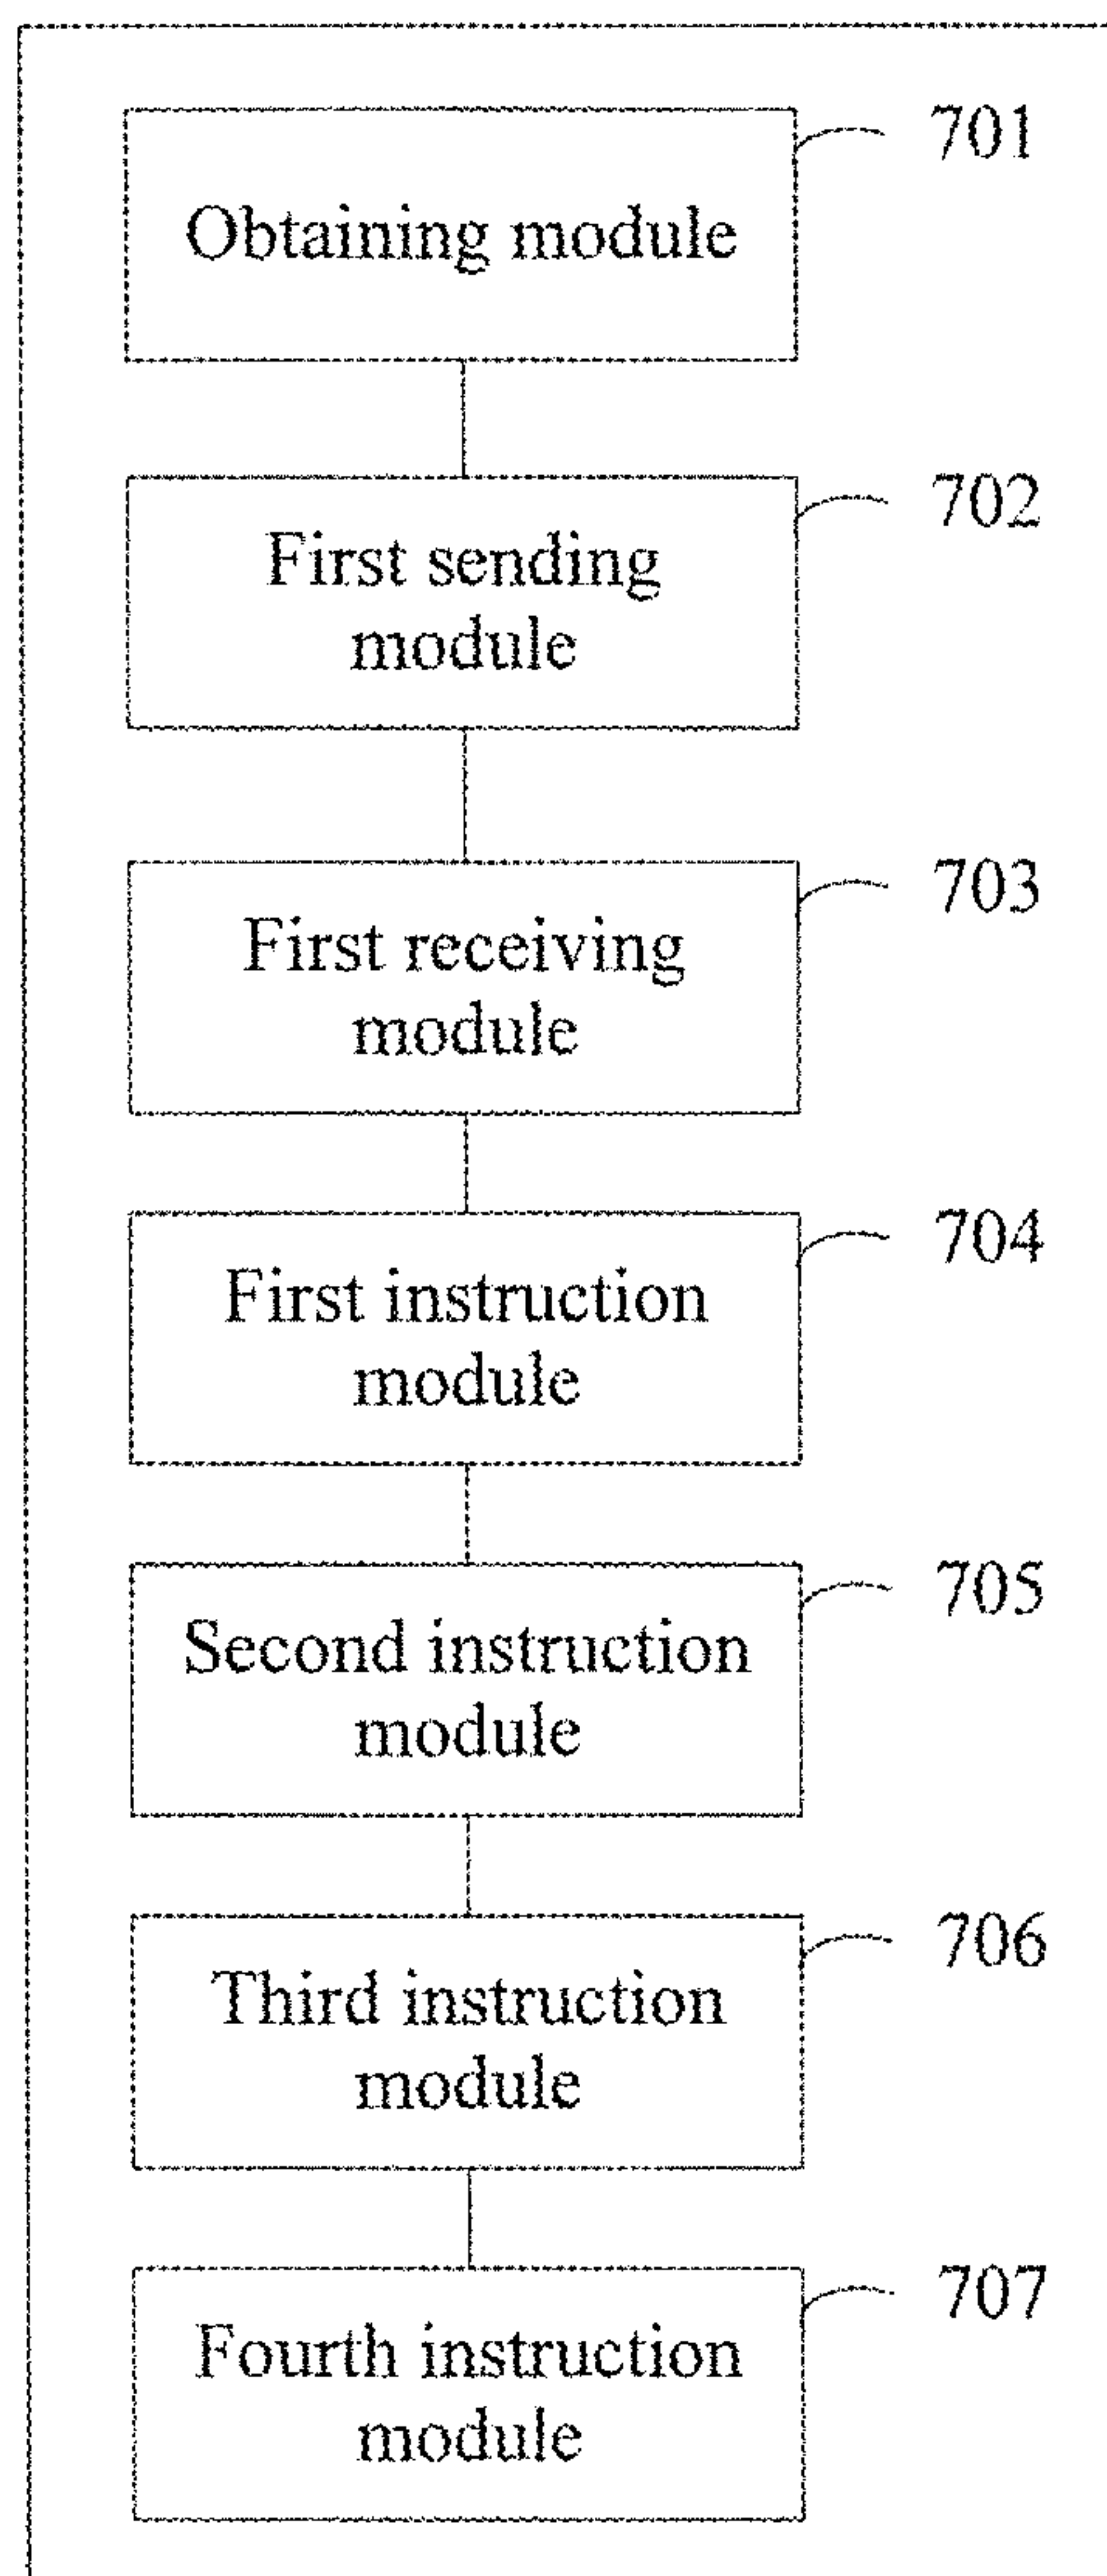 701
Obtaining module
702
First sending
module
703
First receiving
module
704
First instruction
module
705
Second instruction
module
706
Third instruction
module
707
Fourth instruction
module